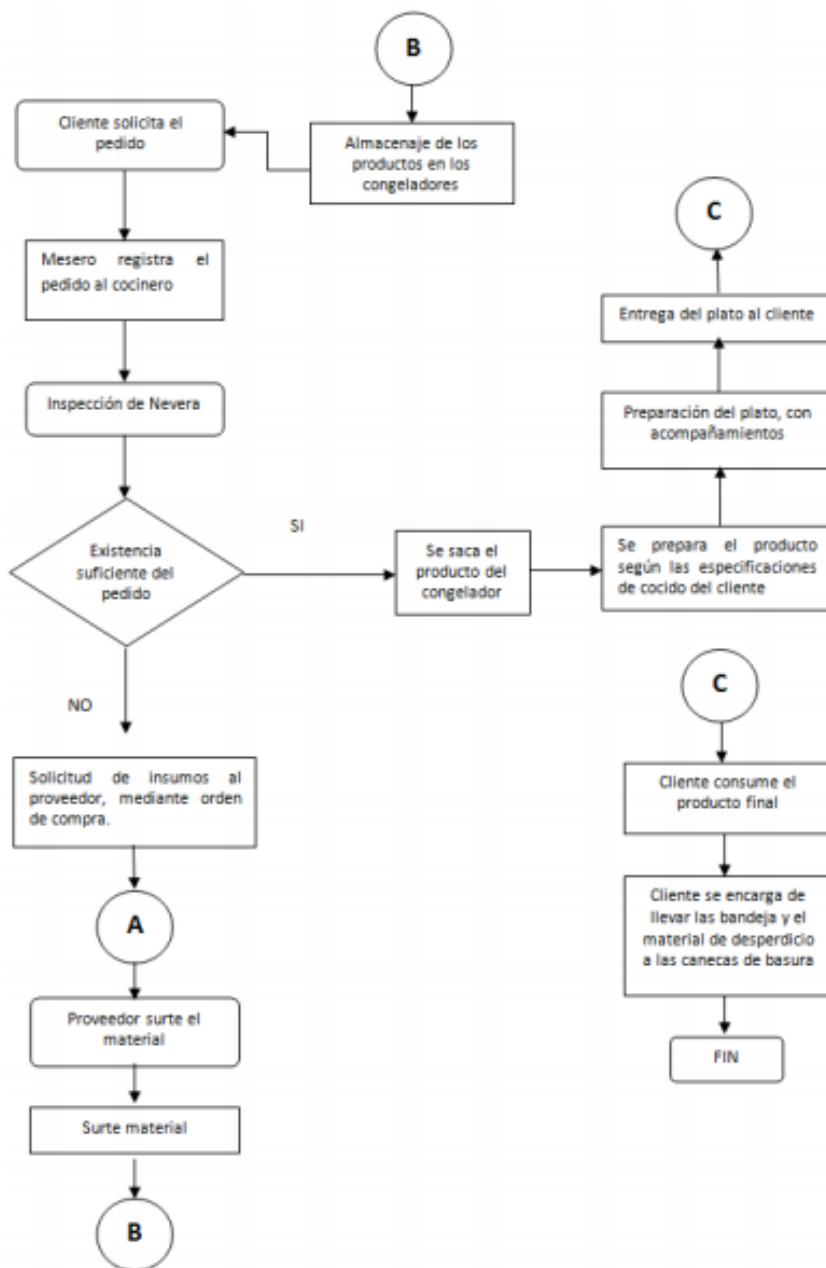 B
Almacenaje de los
productos en los
congeladores
Cliente solicita el
pedido
Mesero registra el
pedido al cocinero
Inspección de Nevera
Existencia
suficiente del
pedido
SI
Se saca el
producto del
congelador
Se prepara el producto
según las especificaciones
de cocido del cliente
Preparación del plato, con
acompañamientos
Entrega del plato al cliente
C
NO
Solicitud de insumos al
proveedor, mediante orden
de compra.
A
Proveedor surte el
material
Surte material
B
C
Cliente consume el
producto final
Cliente se encarga de
llevar las bandeja y el
material de desperdicio
a las canecas de basura
FIN